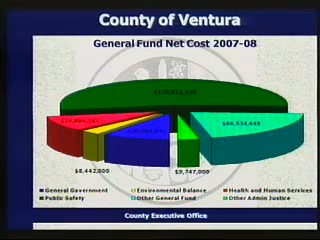 County of Ventura
General Fund Net Cost 2007-08
$66,534,648
$8,442,000
$9,747,000
General Government
Environmental Balance
Health and Human Services
Public Safety
Other General Fund
Other Admin Justice
County Executive Office